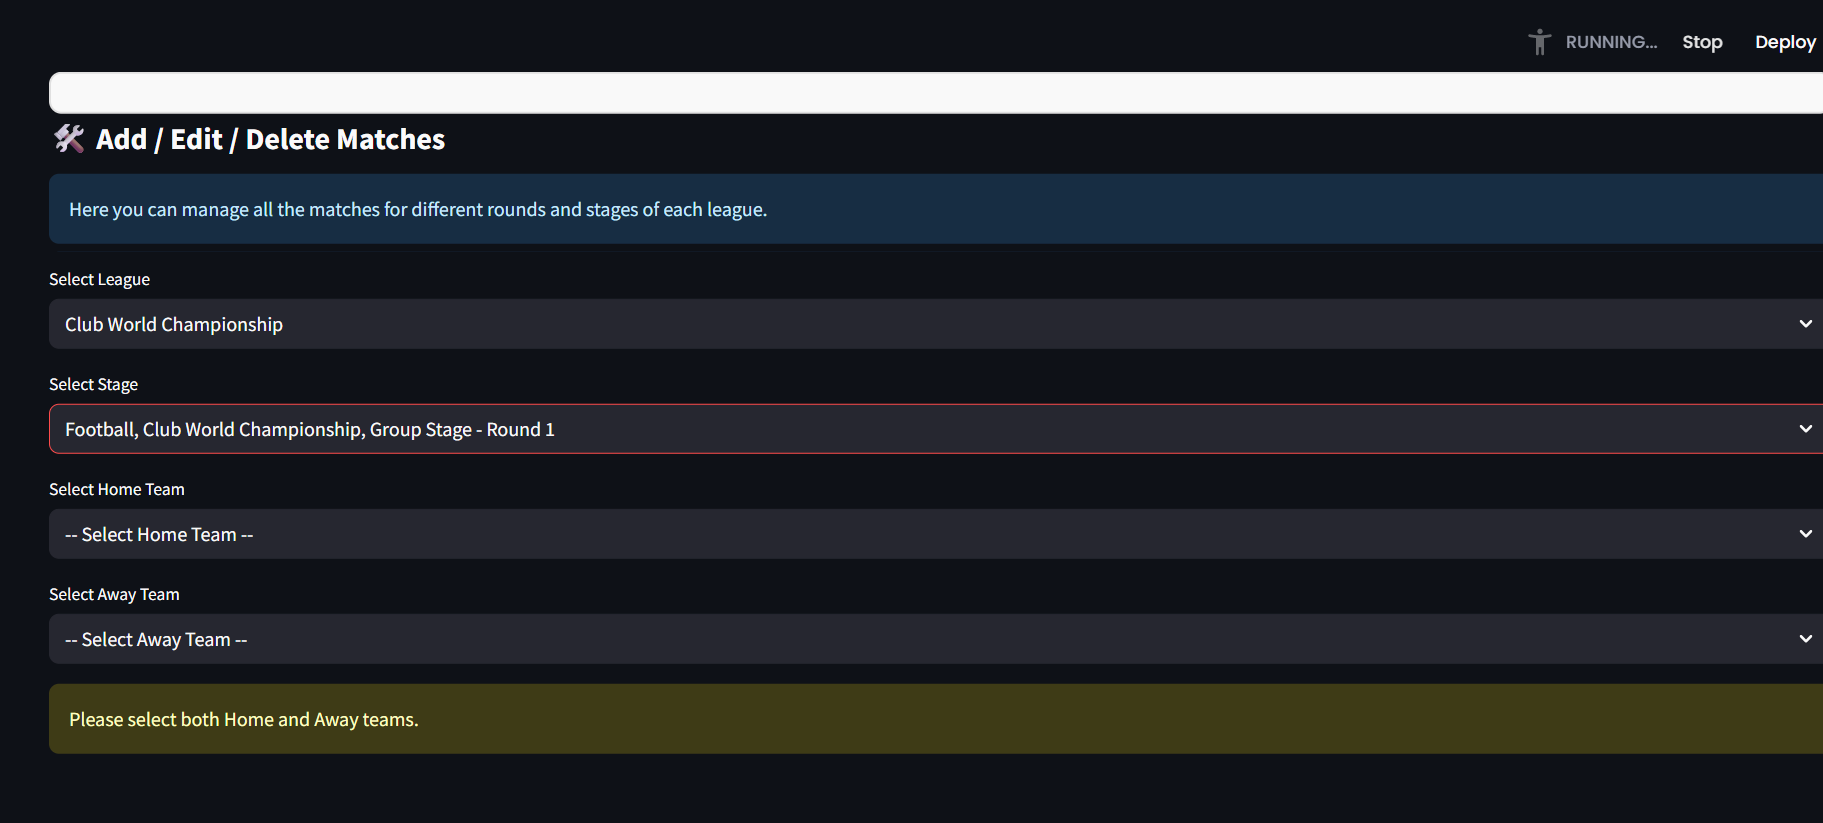 RUNNING... Stop Deploy
Add / Edit / Delete Matches
Here you can manage all the matches for different rounds and stages of each league.
Select League
Club World Championship
Select Stage
Football, Club World Championship, Group Stage - Round 1
Select Home Team
-- Select Home Team --
Select Away Team
-- Select Away Team --
Please select both Home and Away teams.